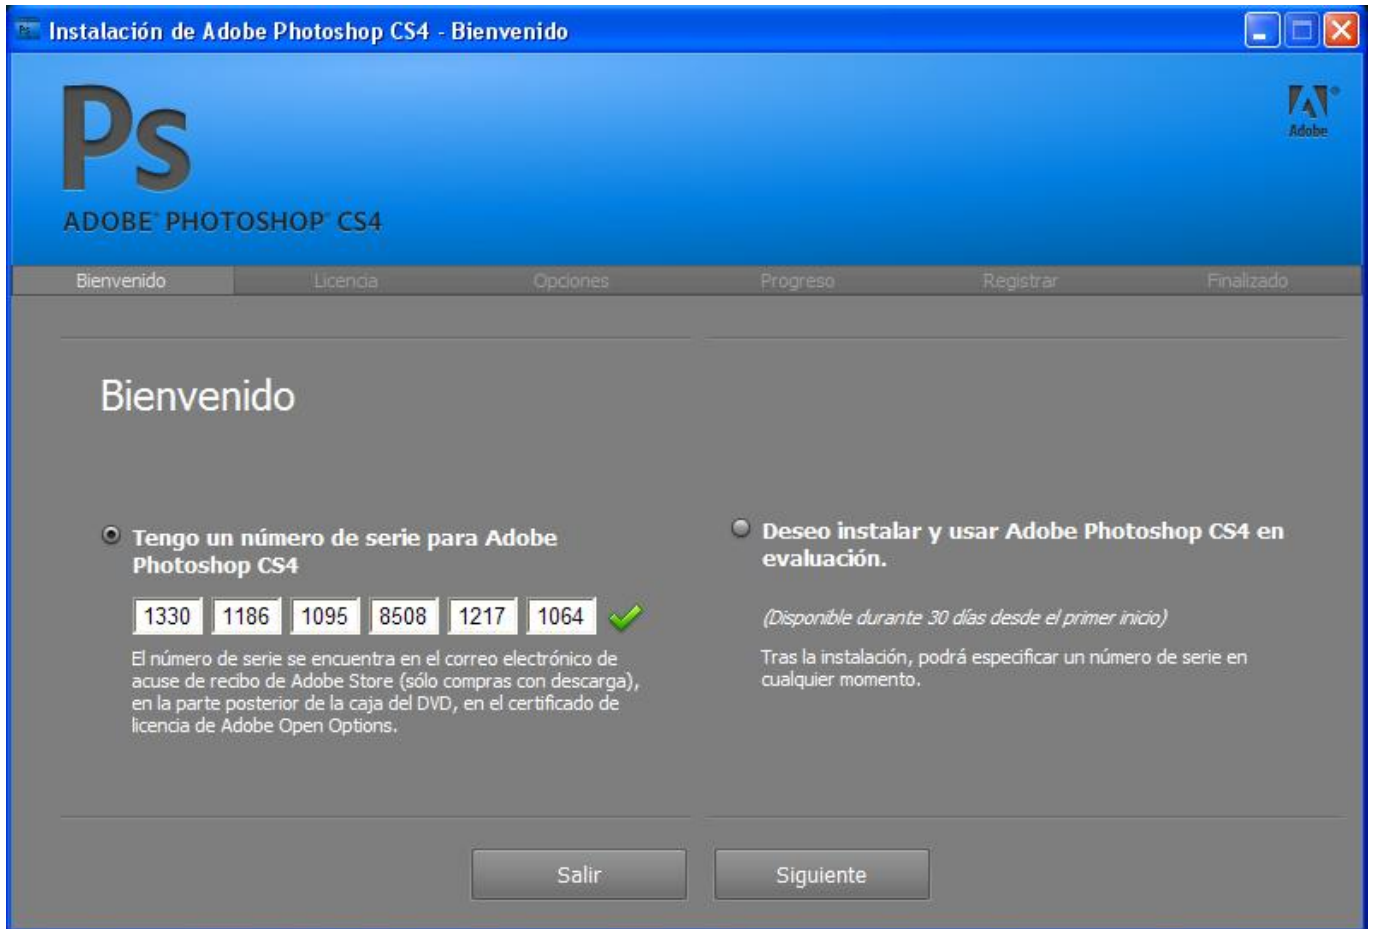 Instalación de Adobe Photoshop CS4 - Bienvenido
Ps
Adobe
ADOBE® PHOTOSHOP® CS4
Bienvenido Licencia Opciones Progreso Registrar Finalizado
Bienvenido
Tengo un número de serie para Adobe
Photoshop CS4
1330 1186 1095 8508 1217 1064
El número de serie se encuentra en el correo electrónico de
acuse de recibo de Adobe Store (sólo compras con descarga),
en la parte posterior de la caja del DVD, en el certificado de
licencia de Adobe Open Options.
Deseo instalar y usar Adobe Photoshop CS4 en
evaluación.
(Disponible durante 30 días desde el primer inicio)
Tras la instalación, podrá especificar un número de serie en
cualquier momento.
Salir Siguiente